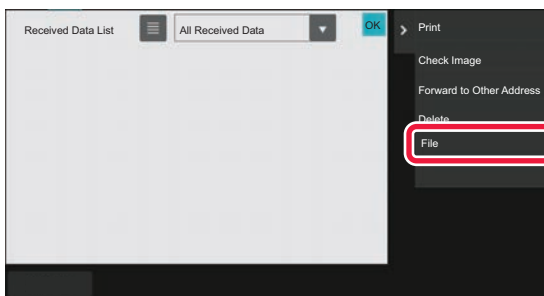 Received Data List
All Received Data
OK
Print
Check Image
Forward to Other Address
Delete
File